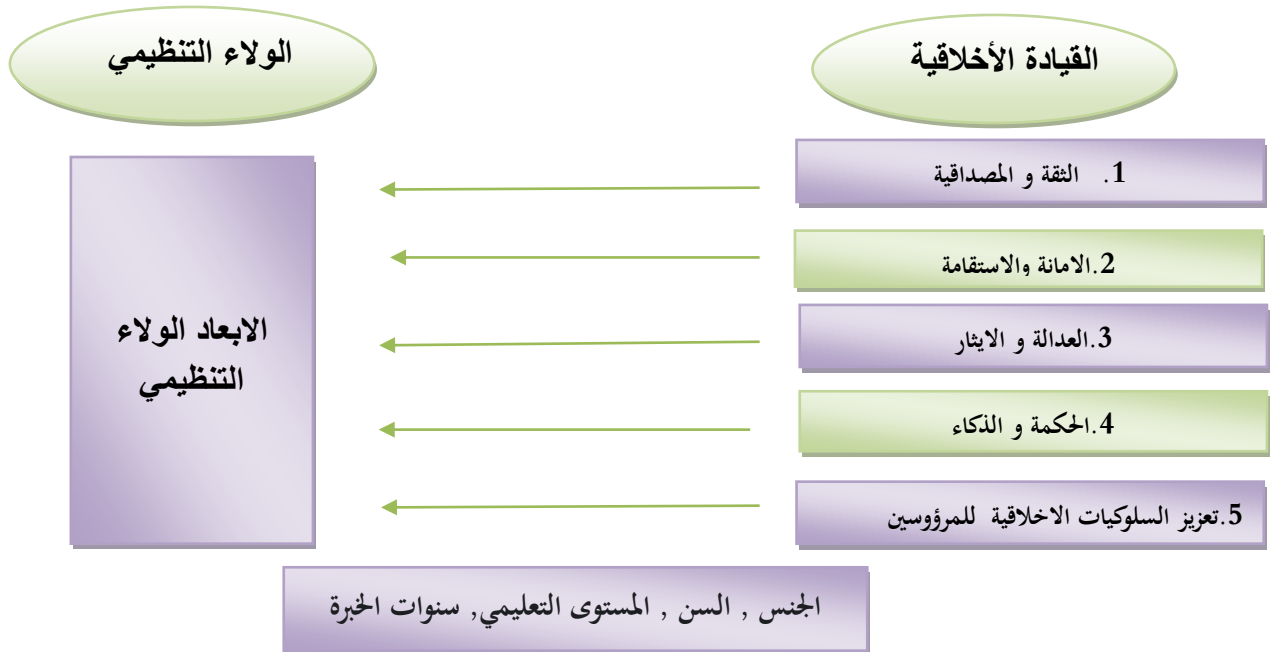 القيادة الأخلاقية
الولاء التنظيمي
1. الثقة و المصداقية
2.الامانة والاستقامة
3.العدالة و الايثار
4.الحكمة و الذكاء
5.تعزيز السلوكيات الاخلاقية للمرؤوسين
الابعاد الولاء
التنظيمي
الجنس , السن , المستوى التعليمي, سنوات الخبرة